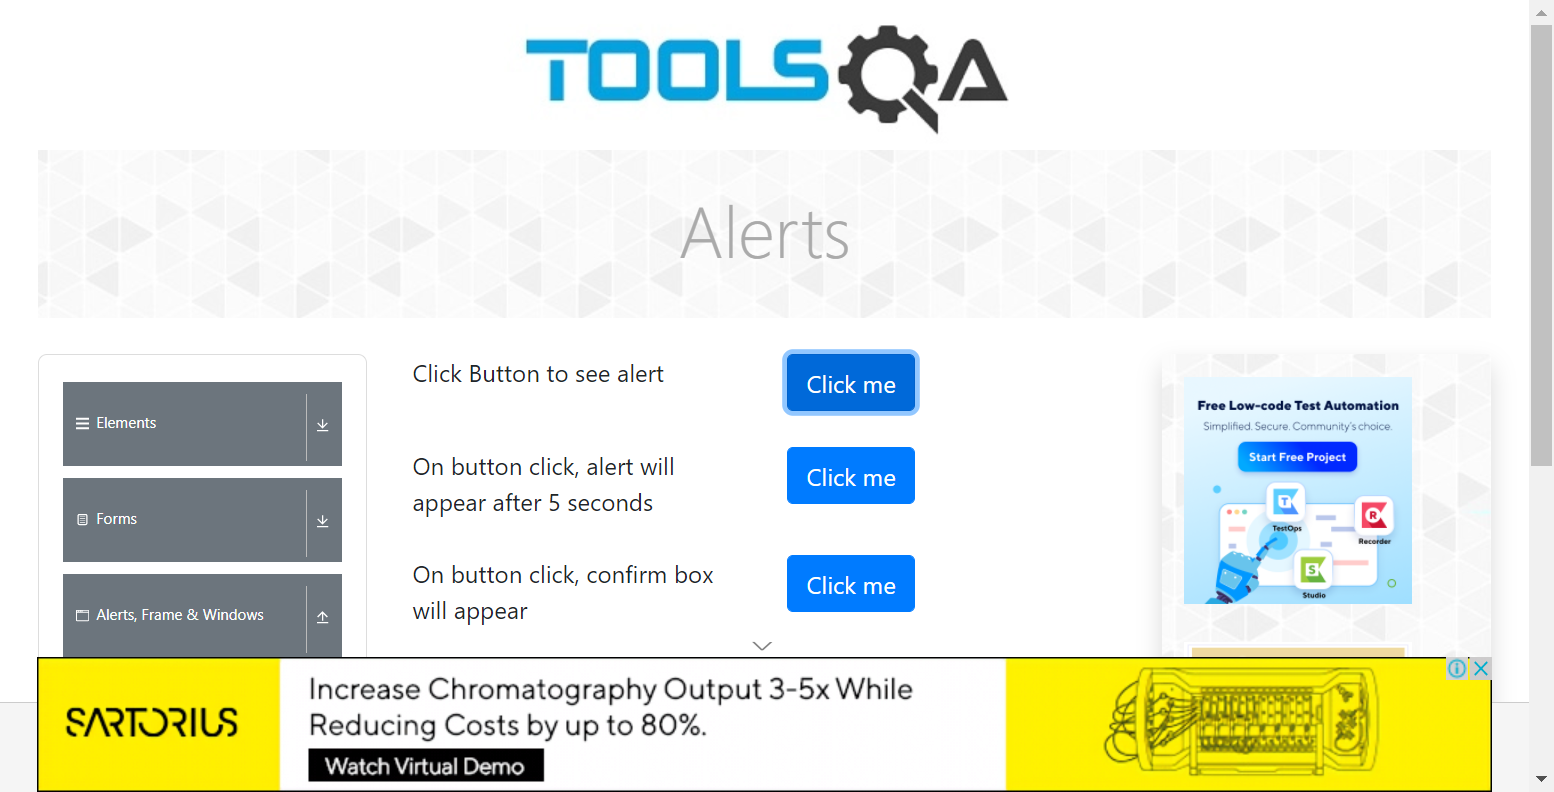 TOOLSQA
Alerts
Elements
Forms
Alerts, Frame & Windows
Click Button to see alert
Click me
On button click, alert will
appear after 5 seconds
Click me
On button click, confirm box
will appear
Click me
Free Low-code Test Automation
Simplified. Secure. Community's choice.
Start Free Project
TestOps
Recorder
Studio
SARTORIUS
Increase Chromatography Output 3-5x While
Reducing Costs by up to 80%.
Watch Virtual Demo